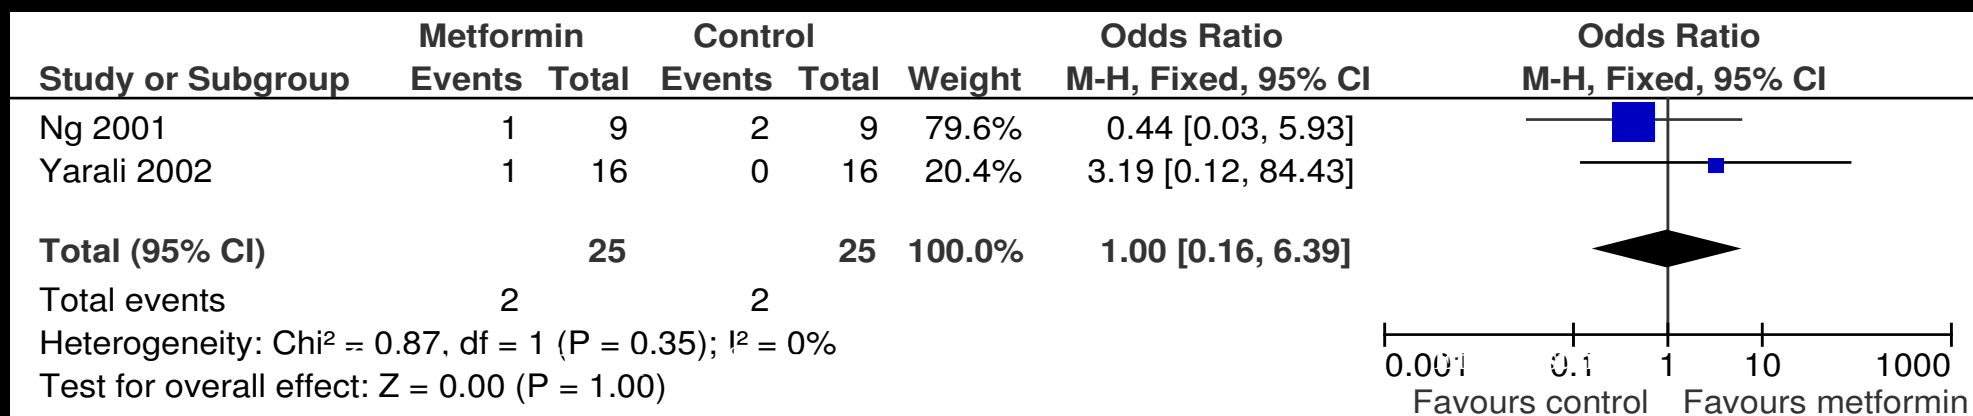 Metformin Control Odds Ratio Odds Ratio
Study or Subgroup Events Total Events Total Weight M-H, Fixed, 95% CI M-H, Fixed, 95% CI
Ng 2001 1 9 2 9 79.6% 0.44 [0.03, 5.93]
Yarali 2002 1 16 0 16 20.4% 3.19 [0.12, 84.43]
Total (95% CI) 25 25 100.0% 1.00 [0.16, 6.39]
Total events 2 2
Heterogeneity: Chi² = 0.87, df = 1 (P = 0.35); I² = 0%
0.001 0.1 1 10 1000
Test for overall effect: Z = 0.00 (P = 1.00)
Favours control Favours metformin